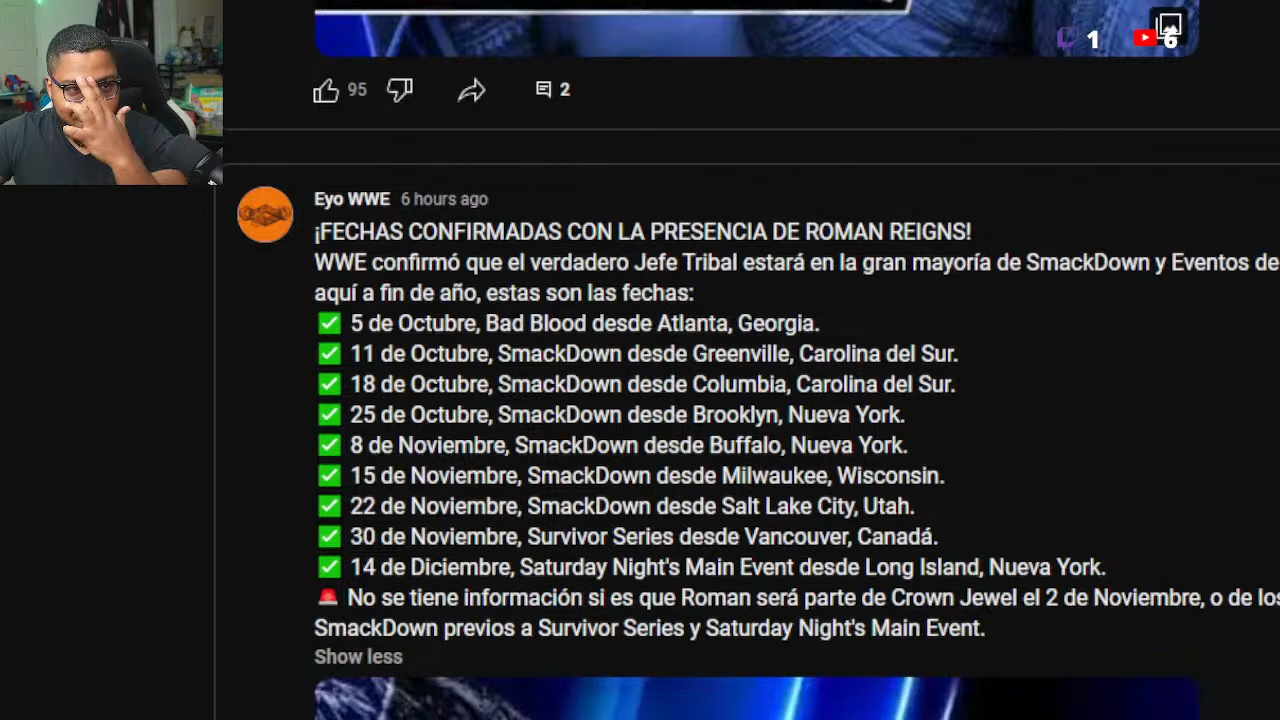 1 6
95 2
Eyo WWE 6 hours ago
¡FECHAS CONFIRMADAS CON LA PRESENCIA DE ROMAN REIGNS!
WWE confirmó que el verdadero Jefe Tribal estará en la gran mayoría de SmackDown y Eventos de
aquí a fin de año, estas son las fechas:
✅ 5 de Octubre, Bad Blood desde Atlanta, Georgia.
✅ 11 de Octubre, SmackDown desde Greenville, Carolina del Sur.
✅ 18 de Octubre, SmackDown desde Columbia, Carolina del Sur.
✅ 25 de Octubre, SmackDown desde Brooklyn, Nueva York.
✅ 8 de Noviembre, SmackDown desde Buffalo, Nueva York.
✅ 15 de Noviembre, SmackDown desde Milwaukee, Wisconsin.
✅ 22 de Noviembre, SmackDown desde Salt Lake City, Utah.
✅ 30 de Noviembre, Survivor Series desde Vancouver, Canadá.
✅ 14 de Diciembre, Saturday Night's Main Event desde Long Island, Nueva York.
🚨 No se tiene información si es que Roman será parte de Crown Jewel el 2 de Noviembre, o de los
SmackDown previos a Survivor Series y Saturday Night's Main Event.
Show less